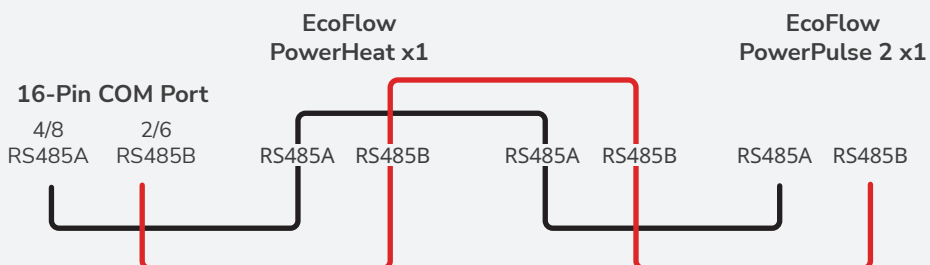 EcoFlow
PowerHeat x1
EcoFlow
PowerPulse 2 x1
16-Pin COM Port
4/8
2/6
RS485A
RS485B
RS485A
RS485B
RS485A
RS485B
RS485A
RS485B